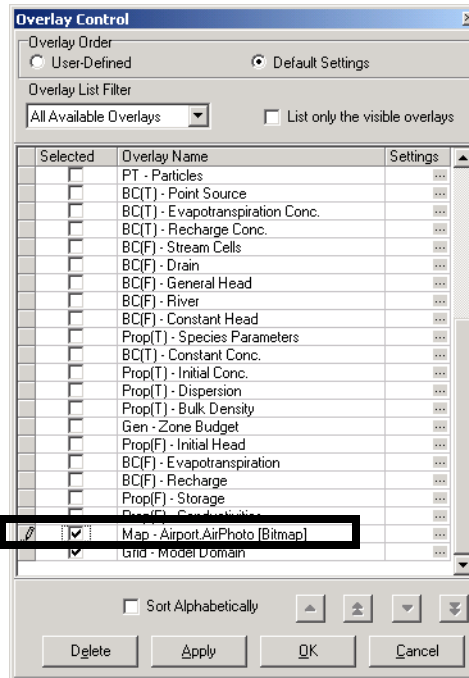 Overlay Control
Overlay Order
User-Defined Default Settings
Overlay List Filter
All Available Overlays List only the visible overlays
Selected Overlay Name Settings
PT - Particles ...
BC(T) - Point Source ...
BC(T) - Evapotranspiration Conc. ...
BC(T) - Recharge Conc. ...
BC(F) - Stream Cells ...
BC(F) - Drain ...
BC(F) - General Head ...
BC(F) - River ...
BC(F) - Constant Head ...
Prop(T) - Species Parameters ...
BC(T) - Constant Conc. ...
Prop(T) - Initial Conc. ...
Prop(T) - Dispersion ...
Prop(T) - Bulk Density ...
Gen - Zone Budget ...
Prop(F) - Initial Head ...
BC(F) - Evapotranspiration ...
BC(F) - Recharge ...
Prop(F) - Storage ...
Prop(F) - Conductivities ...
Map - Airport.AirPhoto [Bitmap] ...
Grid - Model Domain ...
Sort Alphabetically
Delete Apply OK Cancel